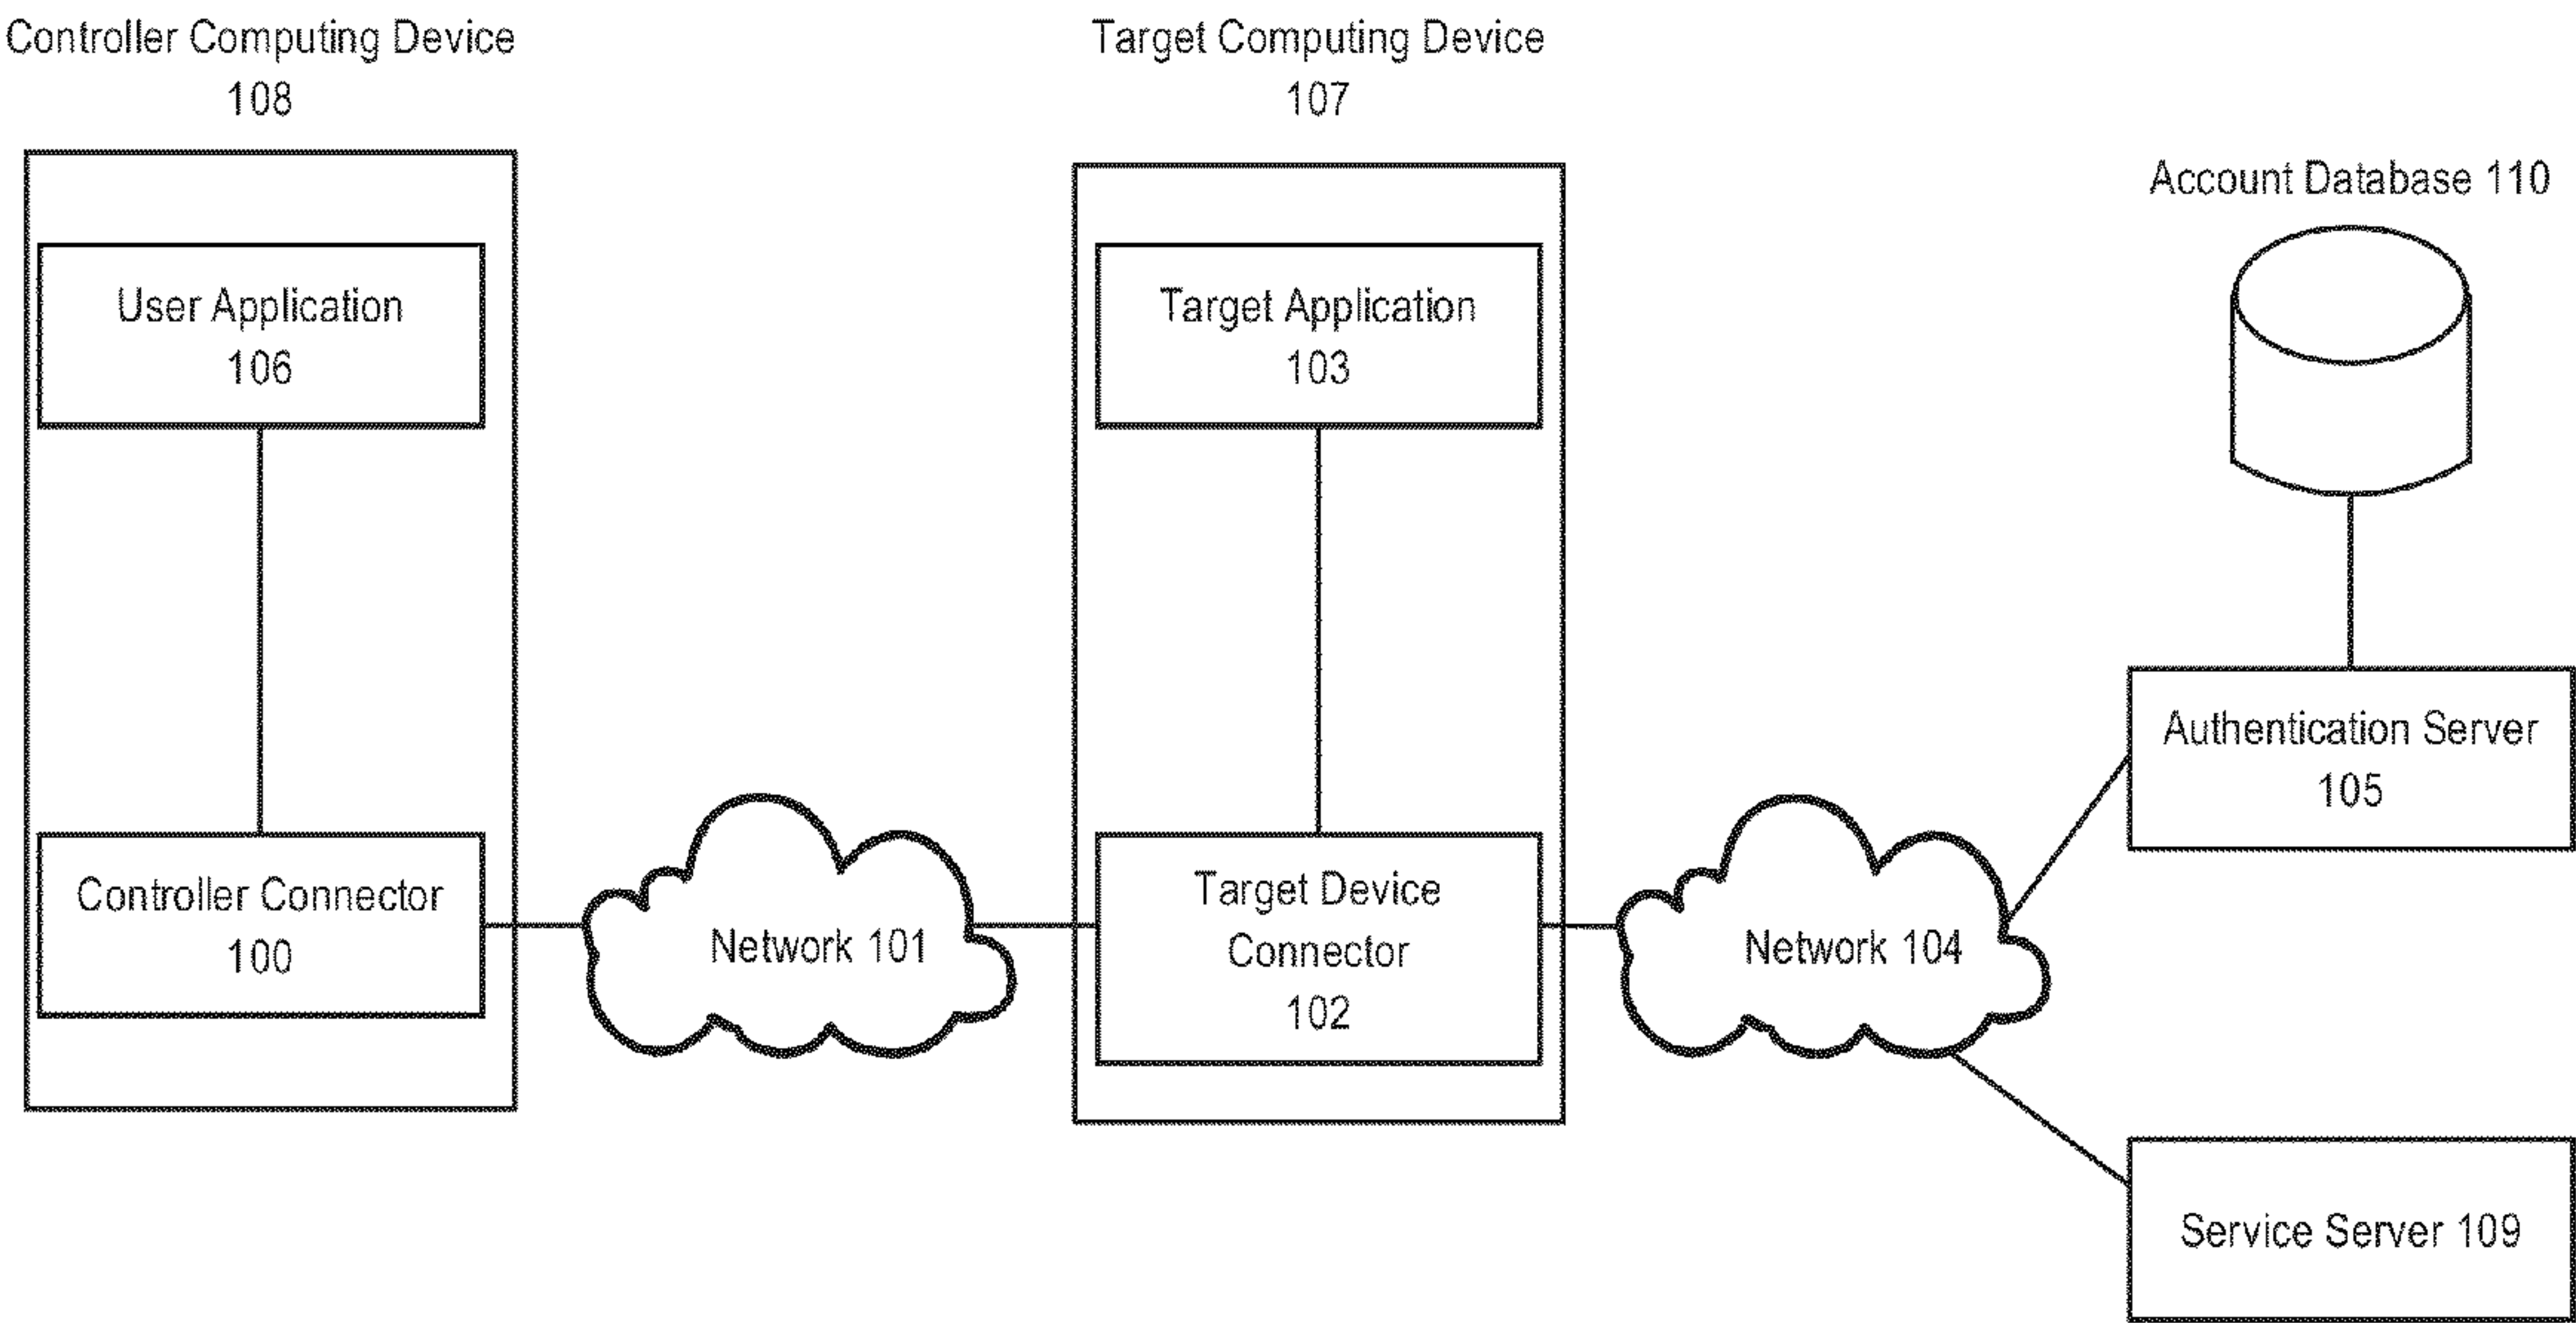 Controller Computing Device
108
User Application
106
Controller Connector
100
Network 101
Target Computing Device
107
Target Application
103
Target Device
Connector
102
Network 104
Account Database 110
Authentication Server
105
Service Server 109